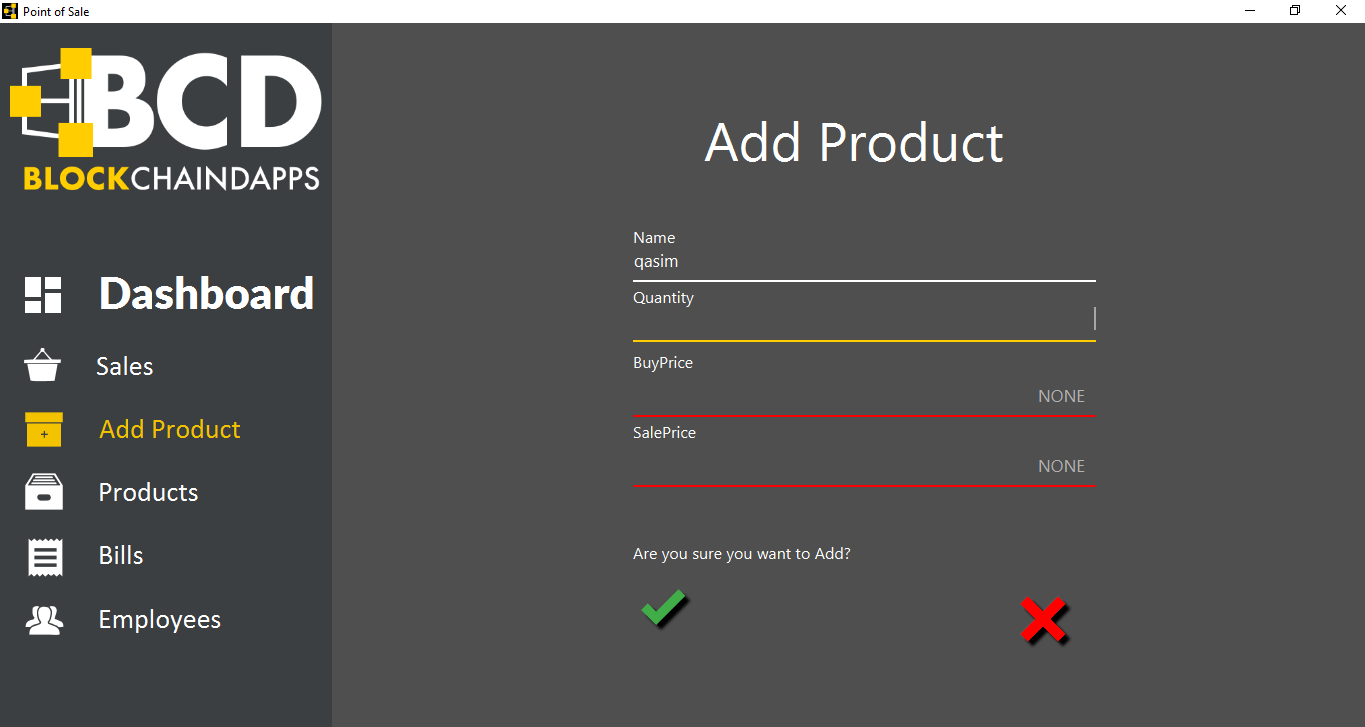 Point of Sale
BCD
BLOCKCHAINDAPPS
Dashboard
Sales
Add Product
Products
Bills
Employees
Add Product
Name
qasim
Quantity
BuyPrice
NONE
SalePrice
NONE
Are you sure you want to Add?